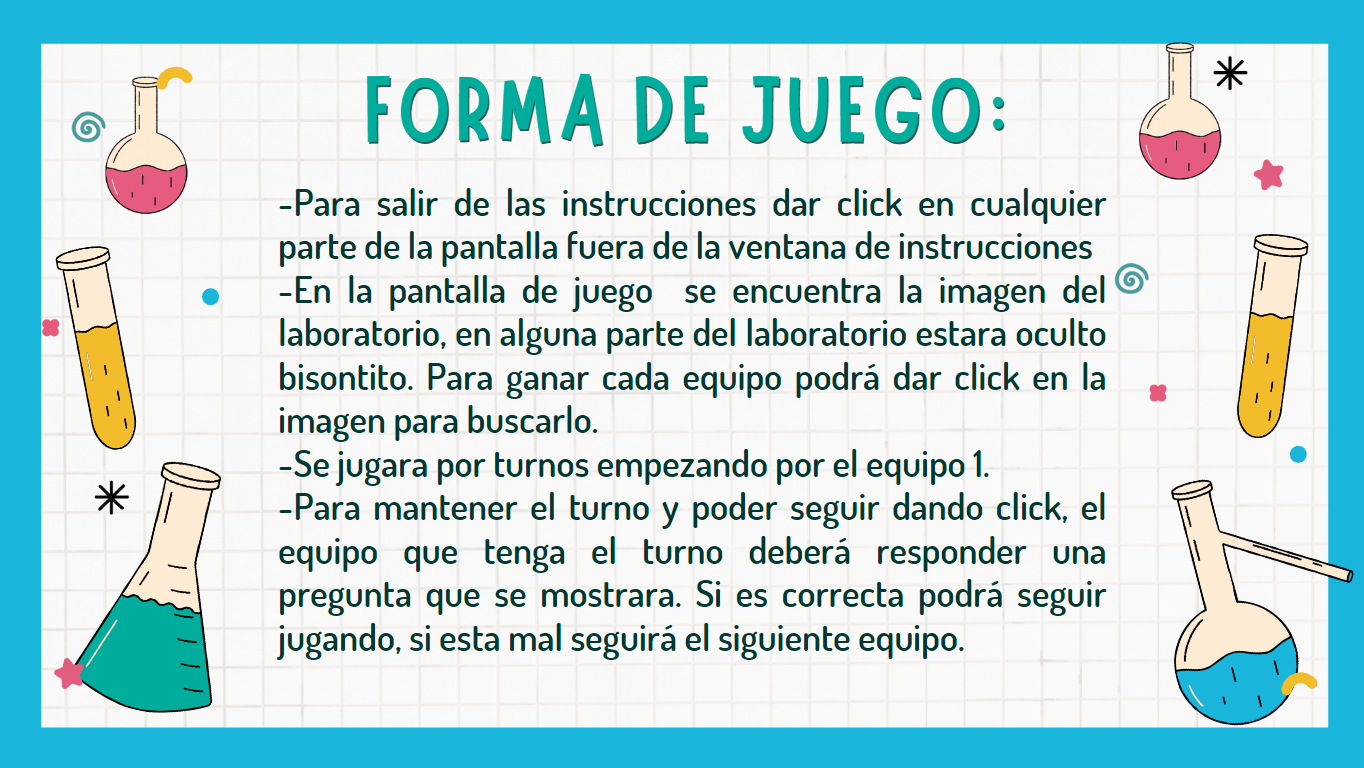 FORMA DE JUEGO:
-Para salir de las instrucciones dar click en cualquier
parte de la pantalla fuera de la ventana de instrucciones
-En la pantalla de juego se encuentra la imagen del
laboratorio, en alguna parte del laboratorio estara oculto
bisontito. Para ganar cada equipo podrá dar click en la
imagen para buscarlo.
-Se jugara por turnos empezando por el equipo 1.
-Para mantener el turno y poder seguir dando click, el
equipo que tenga el turno deberá responder una
pregunta que se mostrara. Si es correcta podrá seguir
jugando, si esta mal seguirá el siguiente equipo.